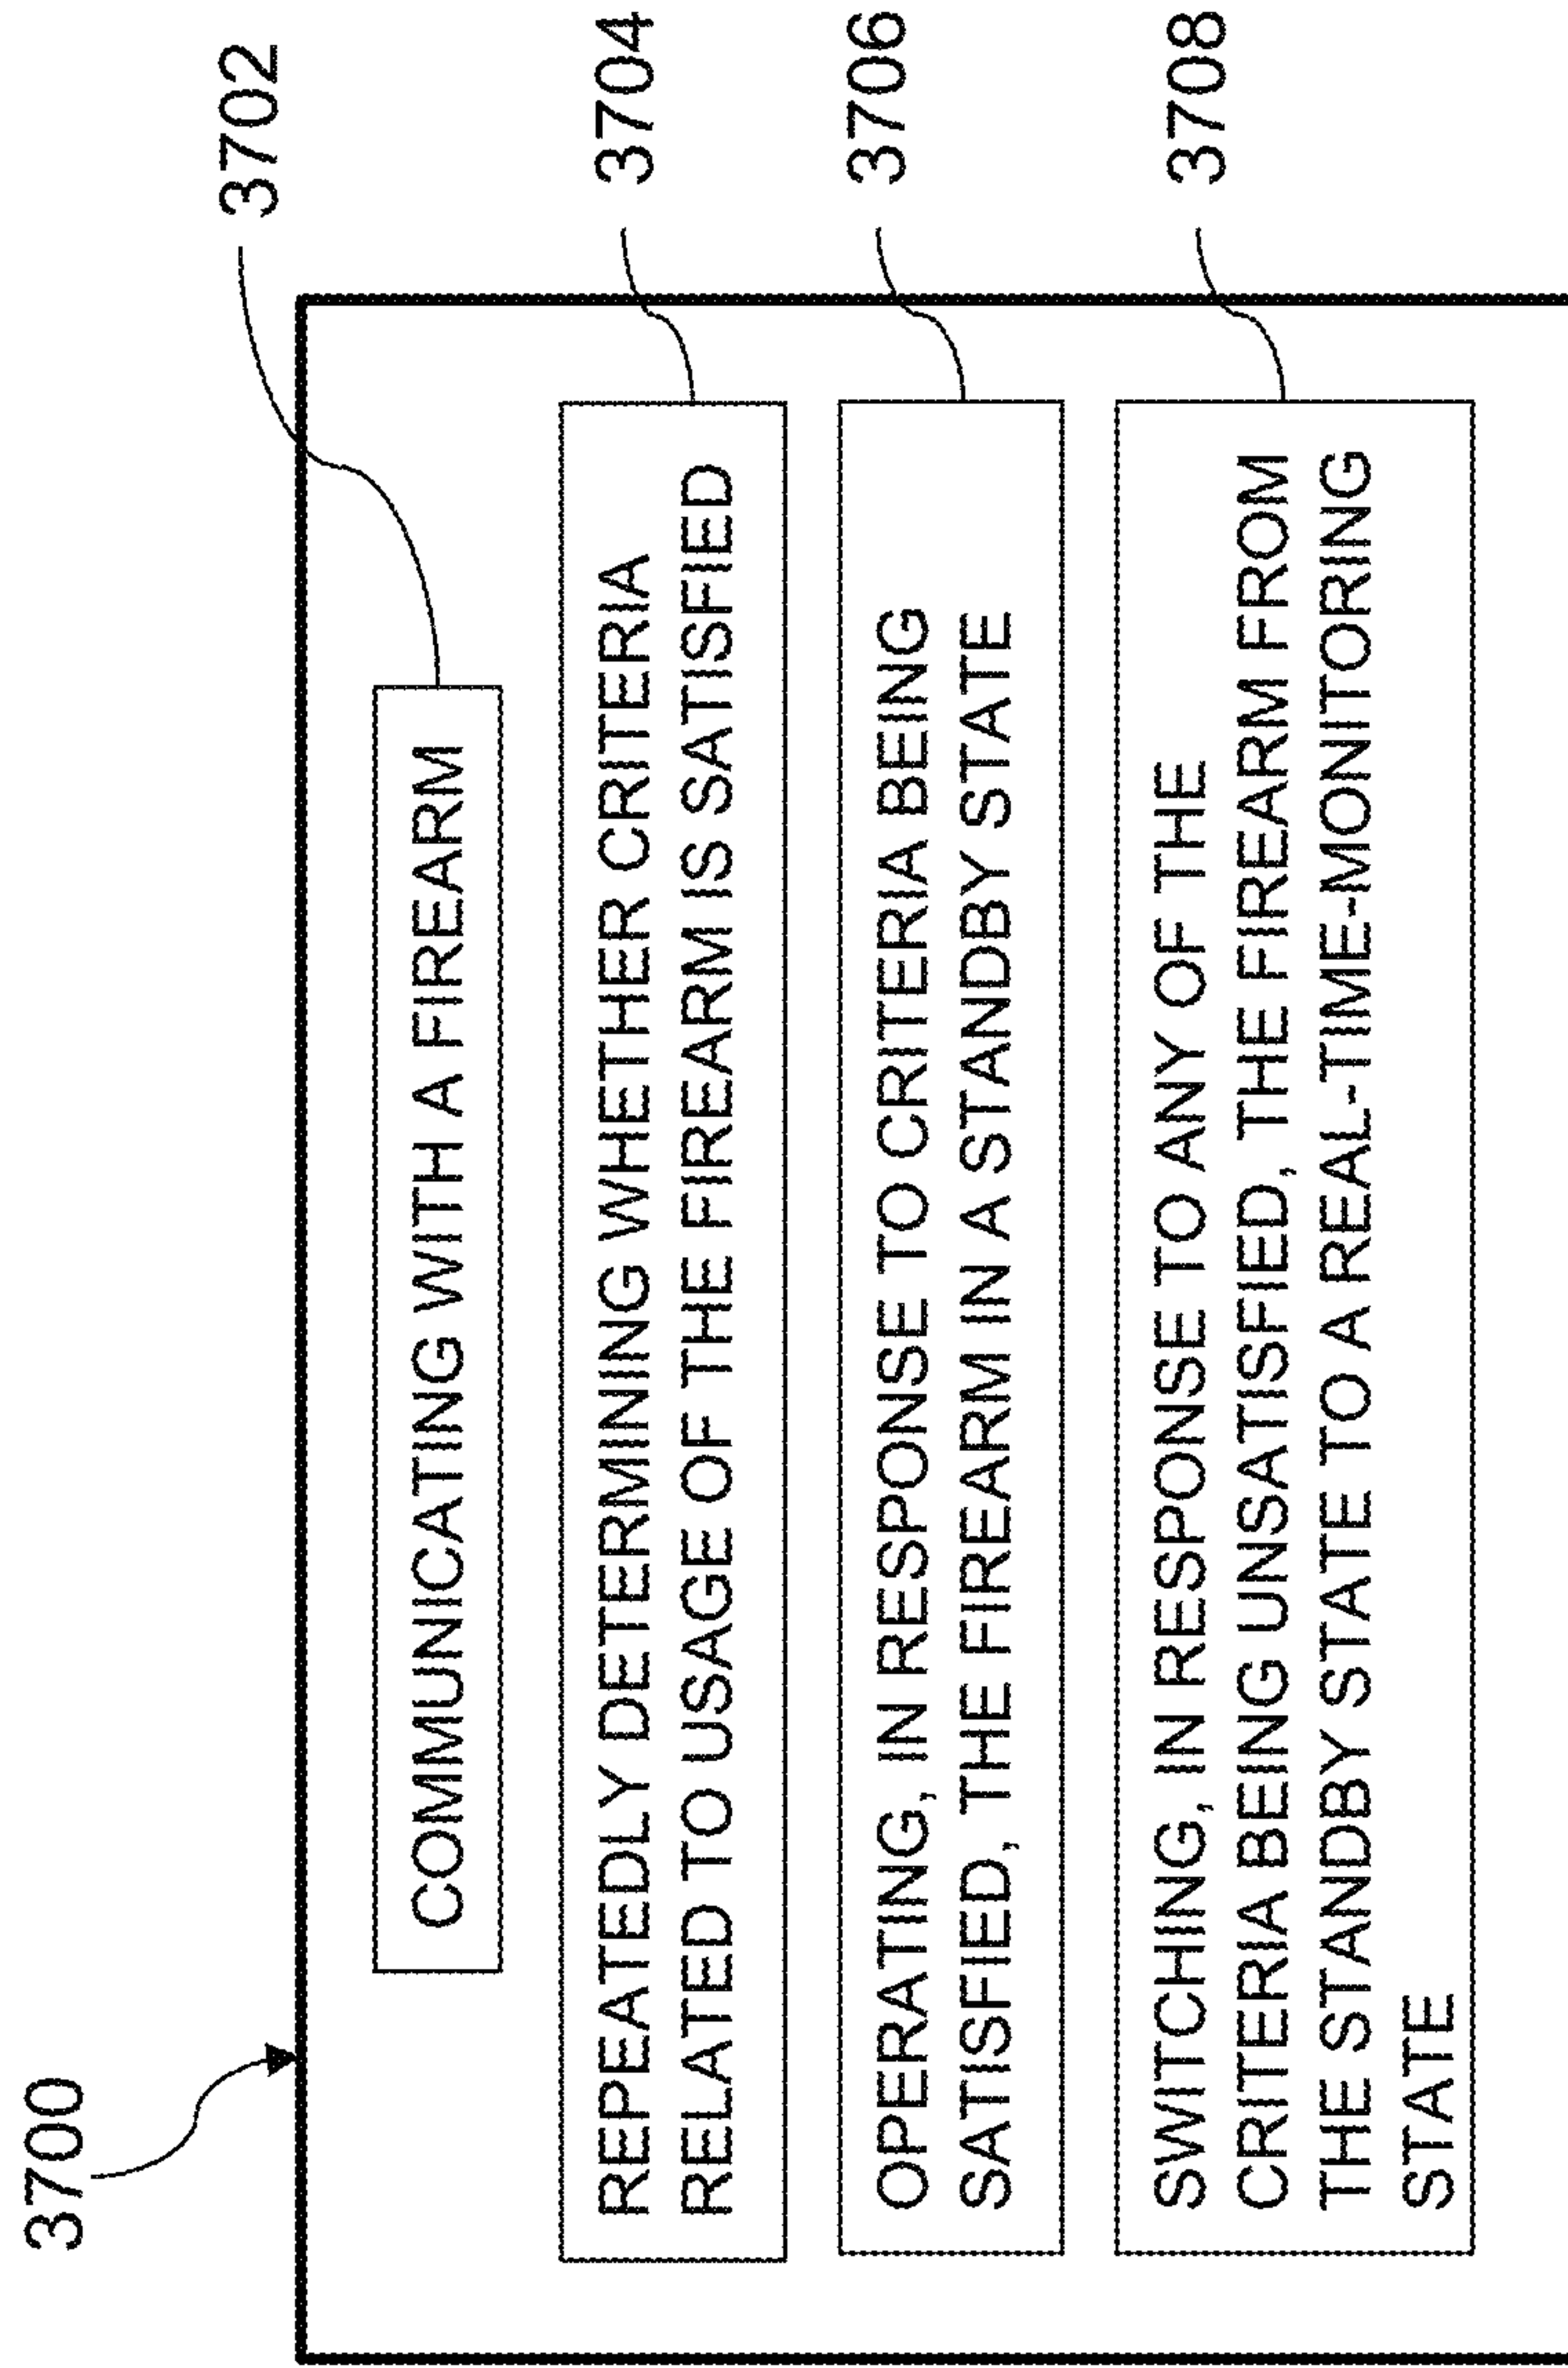 3700
3702
COMMUNICATING WITH A FIREARM
3704
REPEATEDLY DETERMINING WHETHER CRITERIA
RELATED TO USAGE OF THE FIREARM IS SATISFIED
3706
OPERATING, IN RESPONSE TO CRITERIA BEING
SATISFIED, THE FIREARM IN A STANDBY STATE
3708
SWITCHING, IN RESPONSE TO ANY OF THE
CRITERIA BEING UNSATISFIED, THE FIREARM FROM
THE STANDBY STATE TO A REAL-TIME-MONITORING
STATE